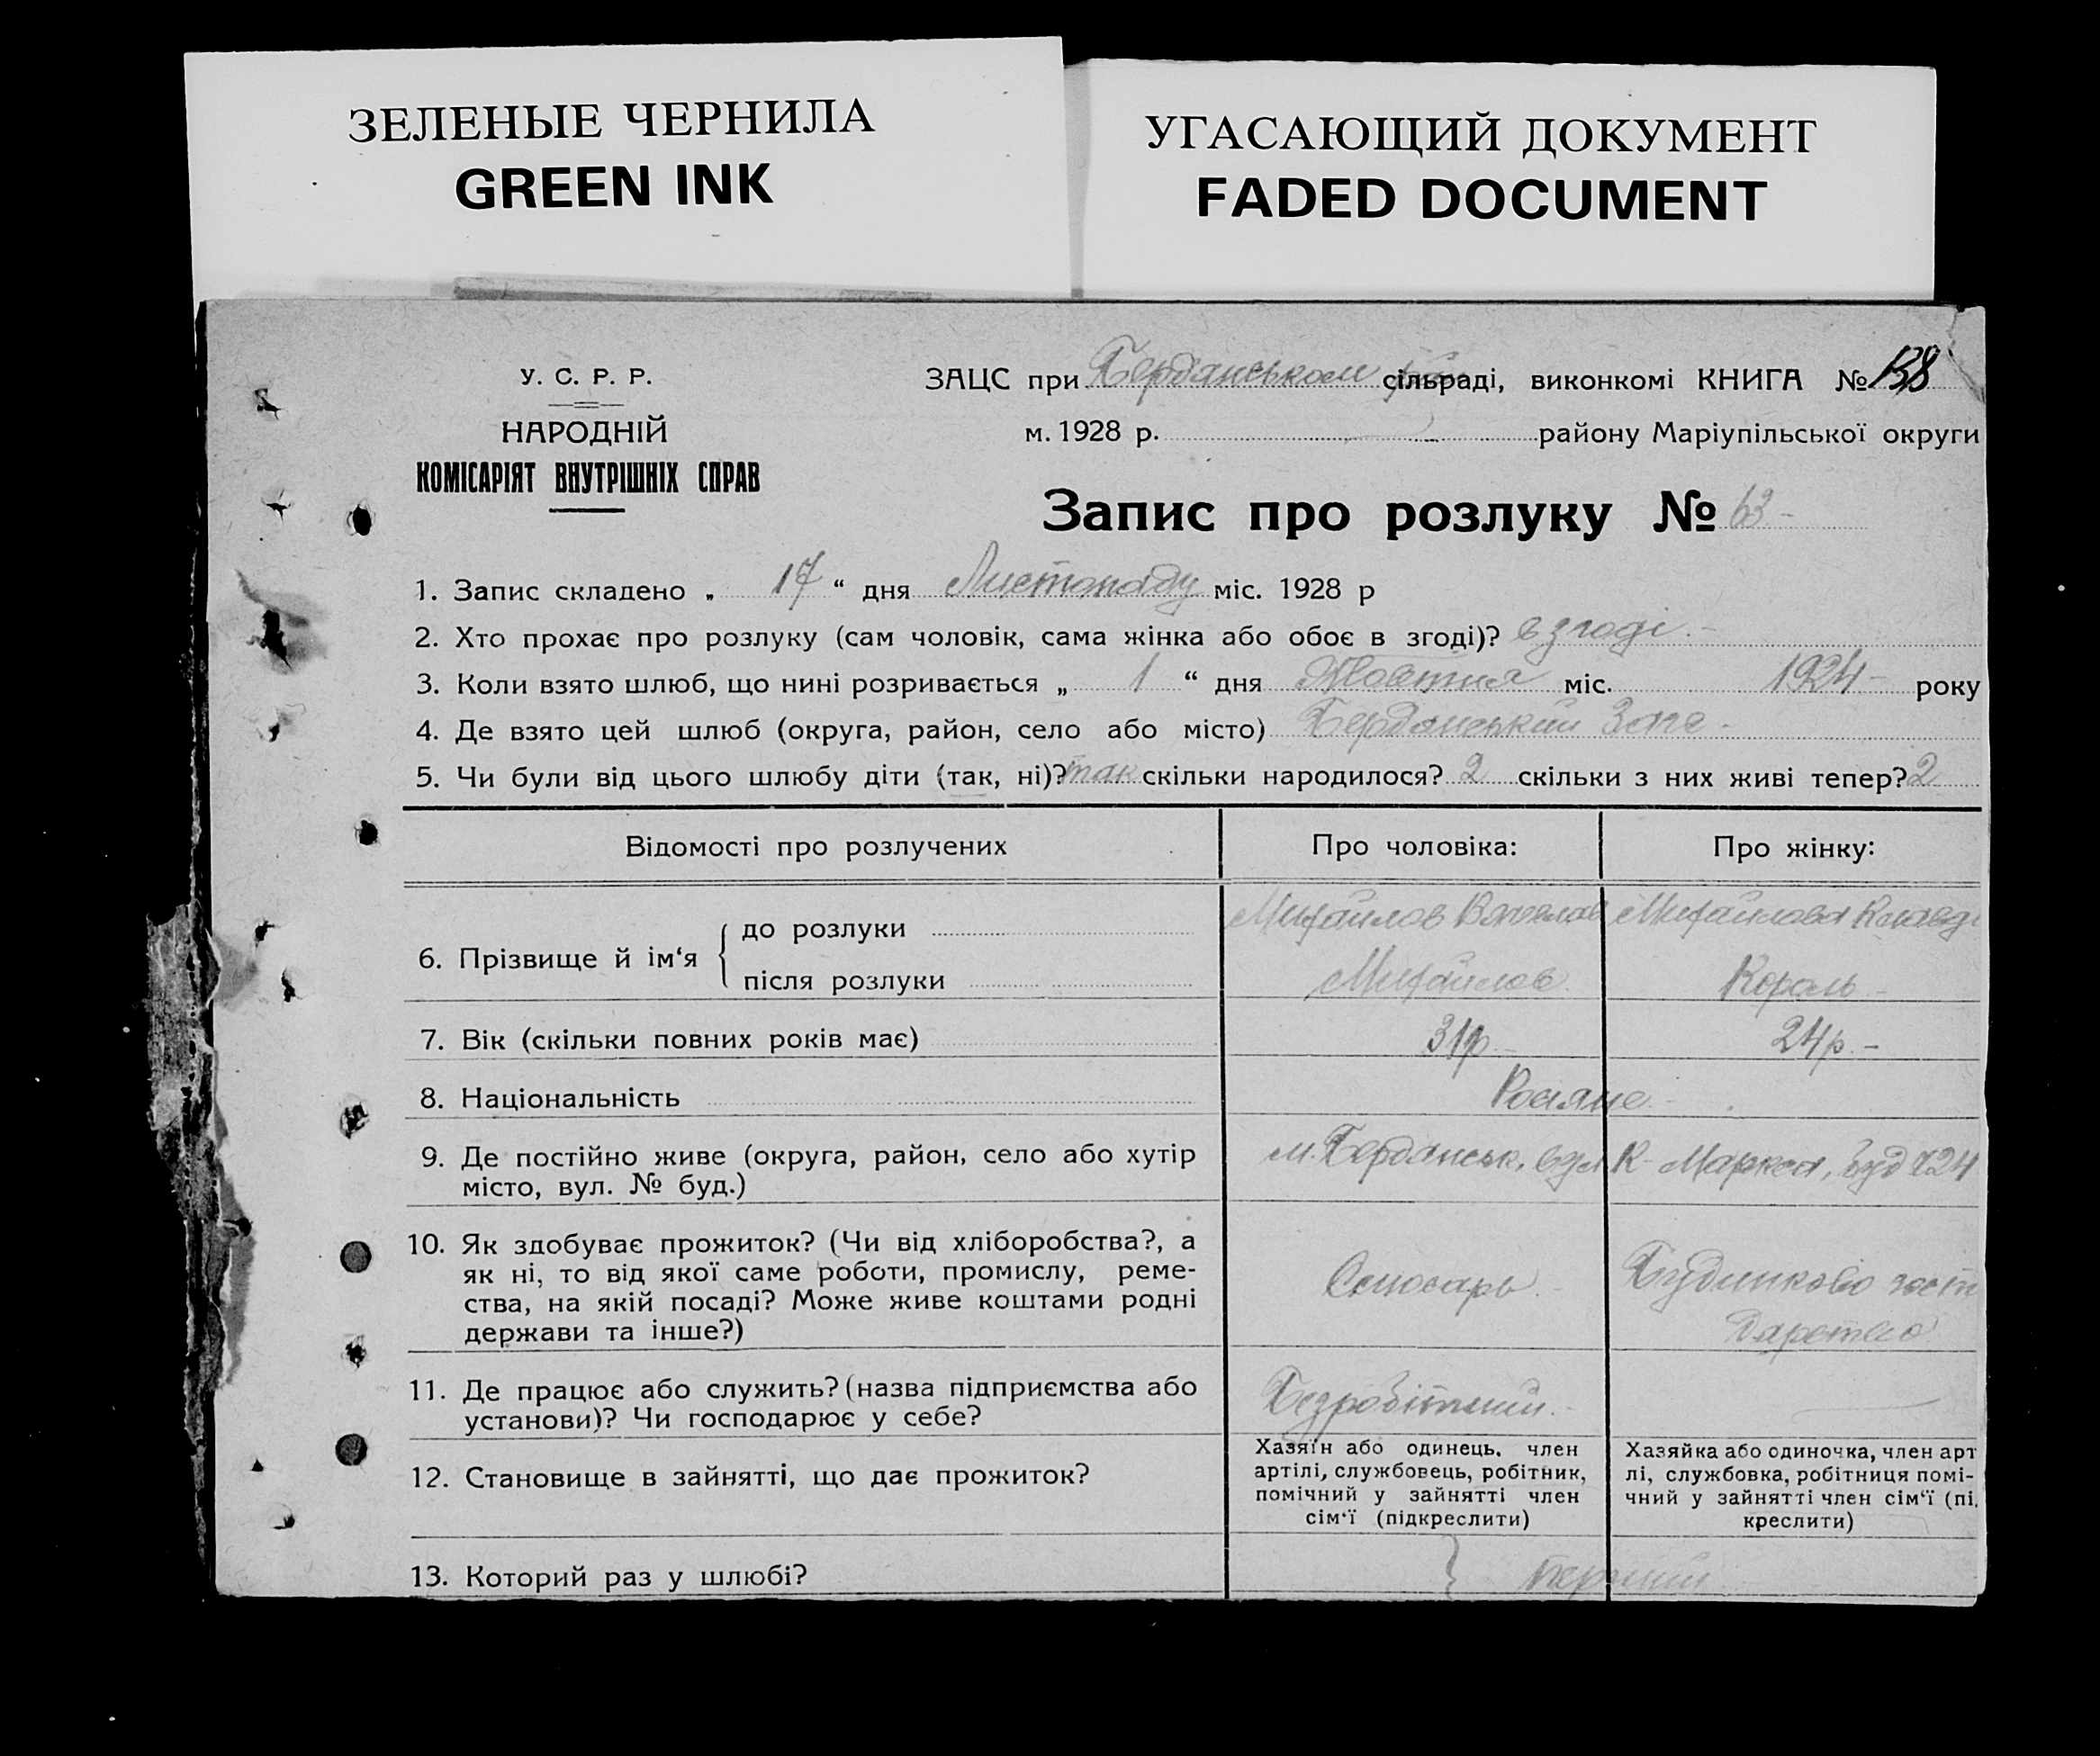 ЗЕЛЕНЫЕ ЧЕРНИЛА
GREEN INK
УГАСАЮЩИЙ ДОКУМЕНТ
FADED DOCUMENT
У. С. Р. Р.
НАРОДНІЙ
КОМІСАРІЯТ ВНУТРІШНІХ СПРАВ
ЗАЦС при Бердянськом сільраді, виконкомі КНИГА № 138
м. 1928 р. району Маріупільської округи
Запис про розлуку № 63
1. Запис складено „ 17 “ дня Листопаду міс. 1928 р
2. Хто прохає про розлуку (сам чоловік, сама жінка або обоє в згоді)? в згоді.
3. Коли взято шлюб, що нині розривається „ 1 “ дня Жовтня міс. 1924 року
4. Де взято цей шлюб (округа, район, село або місто) Бердянський Загс
5. Чи були від цього шлюбу діти (так, ні)? так скільки народилося? 2 скільки з них живі тепер? 2
Відомості про розлучених Про чоловіка: Про жінку:
6. Прізвище й ім‘я
до розлуки Михайлов Михайлова
після розлуки Михайлов Король
7. Вік (скільки повних років має) 31р. 24р.
8. Національність Росіяне
9. Де постійно живе (округа, район, село або хутір м. Бердянськ, вул К-Маркса, буд
місто, вул. № буд.)
10. Як здобуває прожиток? (Чи від хліборобства?, а
як ні, то від якої саме роботи, промислу, реме-
ства, на якій посаді? Може живе коштами родні
держави та інше?)
Слюсарь
11. Де працює або служить? (назва підприємства або
установи)? Чи господарює у себе?
Безробітний.
12. Становище в зайнятті, що дає прожиток?
Хазяїн або одинець. член
артілі, службовець, робітник,
помічний у зайнятті член
сім‘ї (підкреслити)
Хазяйка або одиночка, член арт
лі, службовка, робітниця помі-
чний у зайнятті член сім‘ї (пі,
креслити)
13. Которий раз у шлюбі? Перший